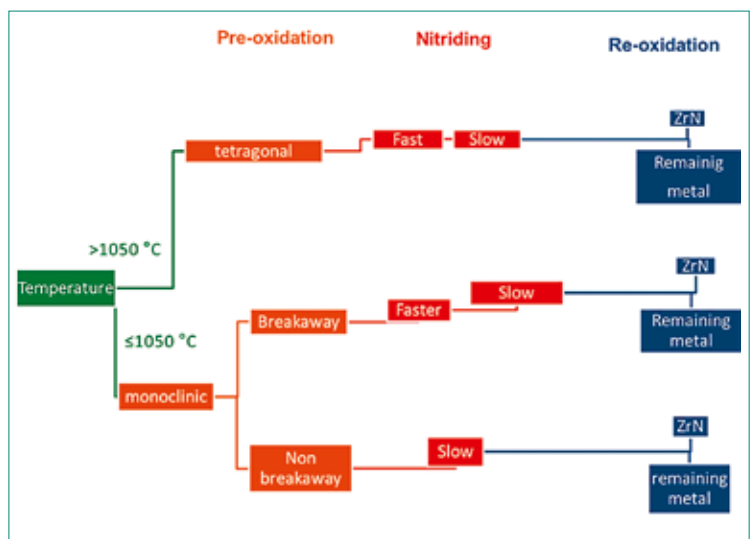 Pre-oxidation
Nitriding
Re-oxidation
ZrN
tetragonal
Fast
Slow
Remainig
metal
>1050 °C
Temperature
≤1050 °C
Breakaway
Faster
Slow
ZrN
Remaining
metal
monoclinic
Non
breakaway
Slow
ZrN
remaining
metal